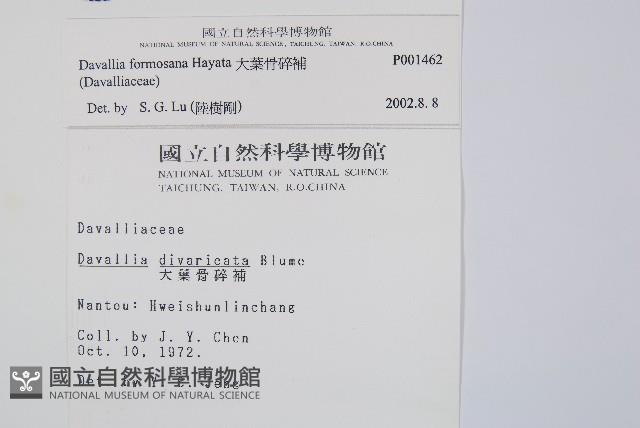 國立自然科學博物館
NATIONAL MUSEUM OF NATURAL SCIENCE, TAICHUNG, TAIWAN, R.O.CHINA
Davallia formosana Hayata 大葉骨碎補 P001462
(Davalliaceae)
Det. by S. G. Lu (陸樹剛) 2002.8. 8
國立自然科學博物館
NATIONAL MUSEUM OF NATURAL SCIENCE
TAICHUNG, TAIWAN, R.O.CHINA
Davalliaceae
Davallia divaricata Blume
大葉骨碎補
Nantou: Hweishunlinchang
Coll. by J. Y. Chen
Oct. 10, 1972.
國立自然科學博物館
NATIONAL MUSEUM OF NATURAL SCIENCE